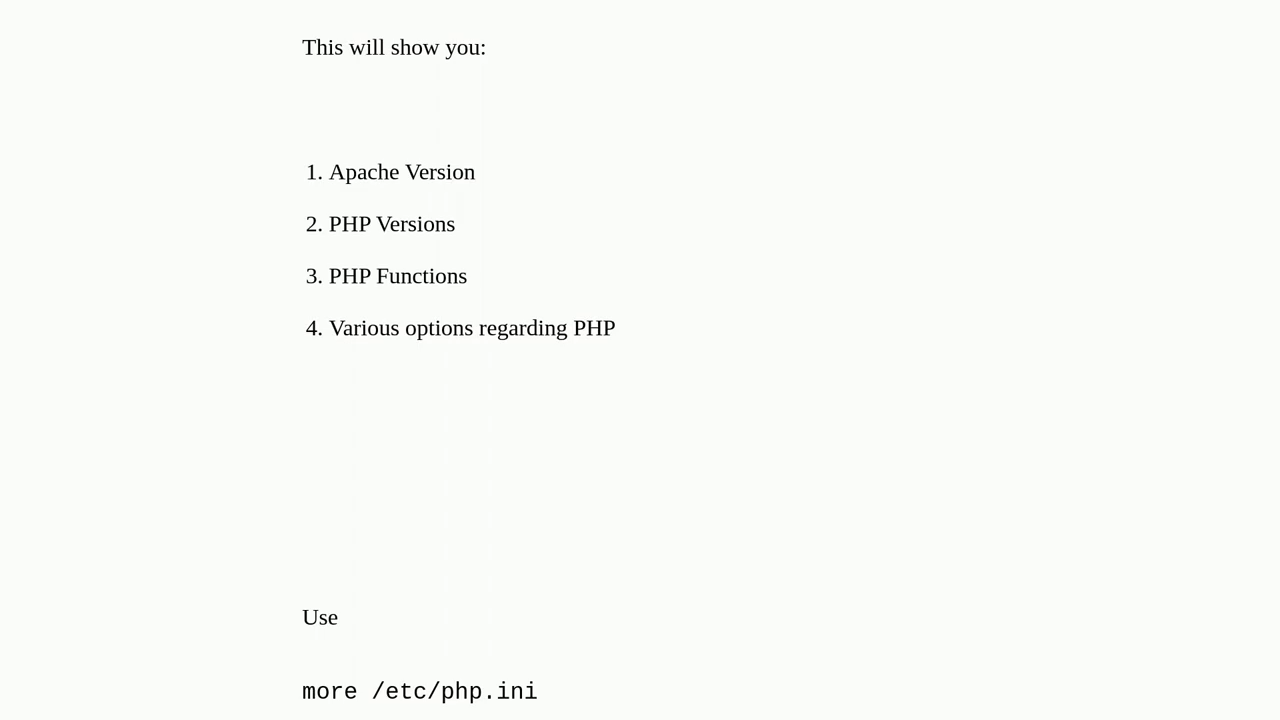 This will show you:
1. Apache Version
2. PHP Versions
3. PHP Functions
4. Various options regarding PHP
Use
more /etc/php.ini